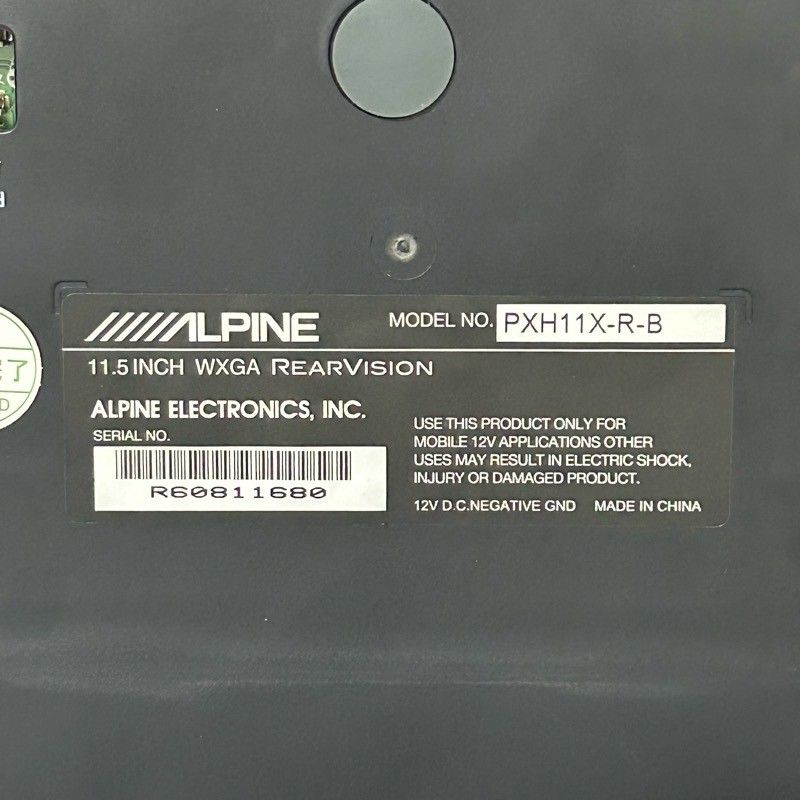 ALPINE
MODEL NO. PXH11X-R-B
11.5 INCH WXGA REARVISION
ALPINE ELECTRONICS, INC.
SERIAL NO.
R60811680
USE THIS PRODUCT ONLY FOR
MOBILE 12V APPLICATIONS OTHER
USES MAY RESULT IN ELECTRIC SHOCK,
INJURY OR DAMAGED PRODUCT.
12V D.C.NEGATIVE GND MADE IN CHINA
了
D